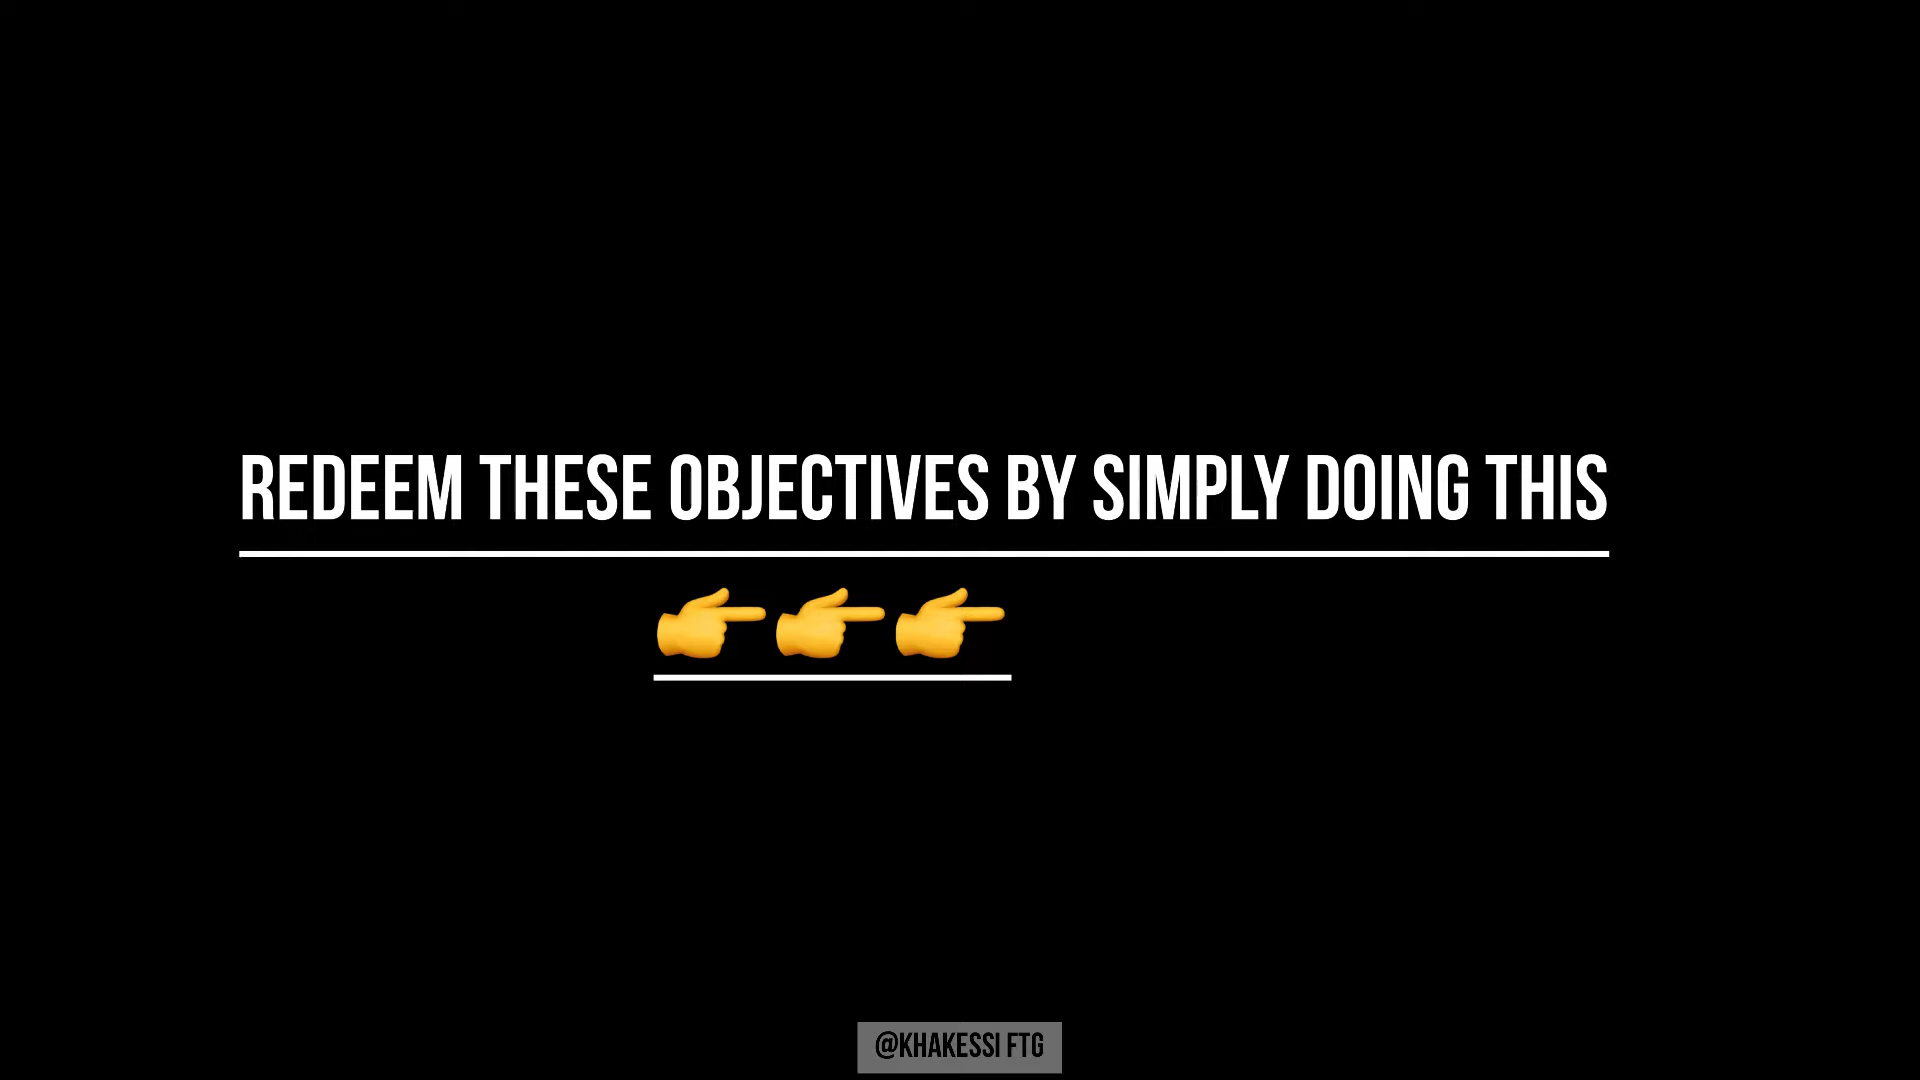 REDEEM THESE OBJECTIVES BY SIMPLY DOING THIS
👉👉👉
@KHAKESSI FTG